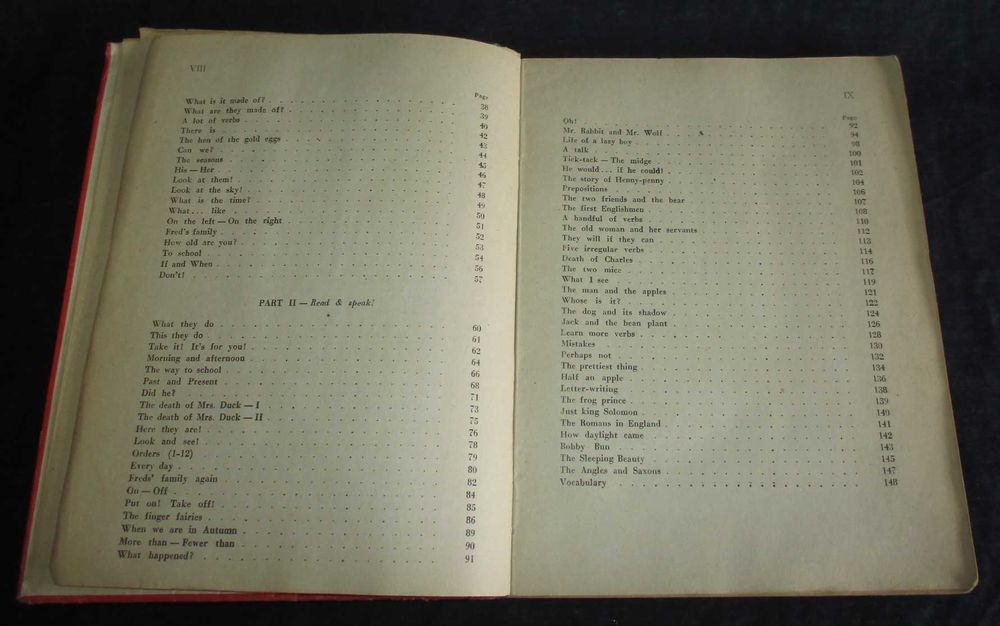 VIII
Page
What is it made of? 38
What are they made of? 39
A lot of verbs 40
There is 42
The hen of the gold eggs 43
Can we? 44
The seasons 45
His — Her 46
Look at them! 47
Look at the sky! 48
What is the time? 49
What... like 50
On the left — On the right 51
Fred's family 52
How old are you? 53
To school 54
If and When 56
Don't! 57
PART II — Read & speak!
What they do 60
This they do 61
Take it! It's for you! 62
Morning and afternoon 64
The way to school 66
Past and Present 68
Did he? 71
The death of Mrs. Duck — I 73
The death of Mrs. Duck — II 75
Here they are! 76
Look and see! 78
Orders (1-12) 79
Every day 80
Freds' family again 82
On — Off 84
Put on! Take off! 85
The finger fairies 86
When we are in Autumn 89
More than — Fewer than 90
What happened? 91
IX
Page
Oh! 92
Mr. Rabbit and Mr. Wolf 94
Life of a lazy boy 98
A talk 100
Tick-tack — The midge 101
He would... if he could! 102
The story of Henny-penny 104
Prepositions 106
The two friends and the bear 107
The first Englishmen 108
A handful of verbs 110
The old woman and her servants 112
They will if they can 113
Five irregular verbs 114
Death of Charles 116
The two mice 117
What I see 119
The man and the apples 121
Whose is it? 122
The dog and its shadow 124
Jack and the bean plant 126
Learn more verbs 128
Mistakes 130
Perhaps not 132
The prettiest thing 134
Half an apple 136
Letter-writing 138
The frog prince 139
Just king Solomon 140
The Romans in England 141
How daylight came 142
Bobby Bun 143
The Sleeping Beauty 145
The Angles and Saxons 147
Vocabulary 148